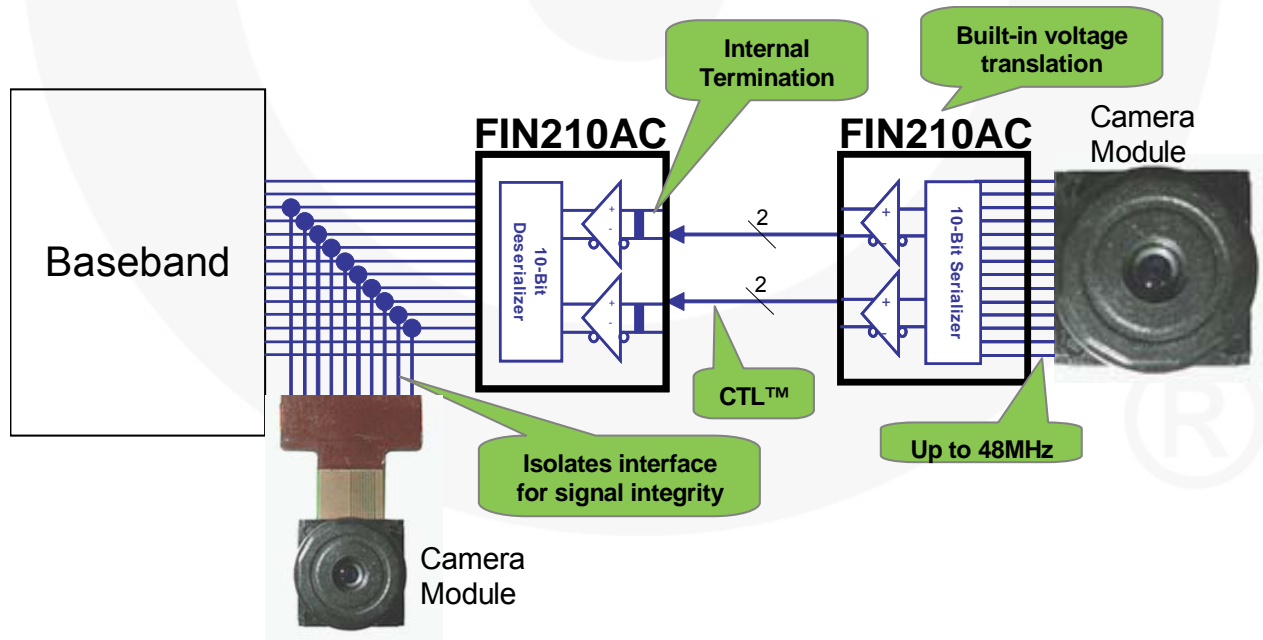 Internal
Termination
Built-in voltage
translation
FIN210AC
FIN210AC
Camera
Module
Baseband
10-Bit
Deserializer
+
-
+
-
2
2
+
-
+
-
10-Bit Serializer
CTL™
Up to 48MHz
Isolates interface
for signal integrity
Camera
Module
®